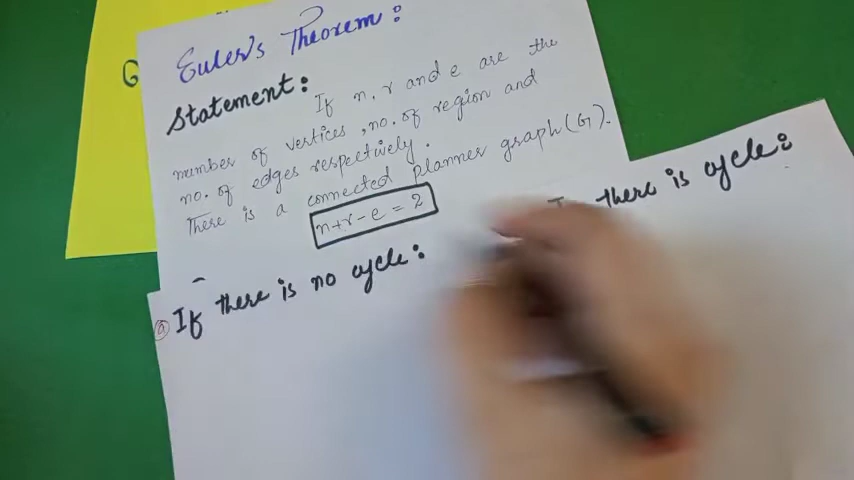 G
Euler's Theorem:
Statement:
If n, r and e are the
number of vertices, no. of region and
no. of edges respectively.
There is a connected planner graph (G).
n+r-e=2
(a) If there is no cycle:
there is cycle: